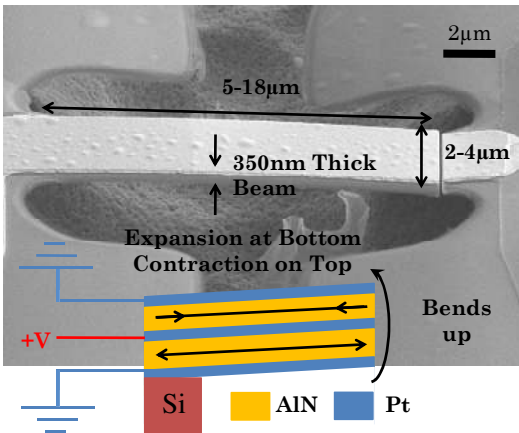 2µm
5-18µm
2-4µm
350nm Thick
Beam
Expansion at Bottom
Contraction on Top
Bends
up
+V
Si
AlN
Pt